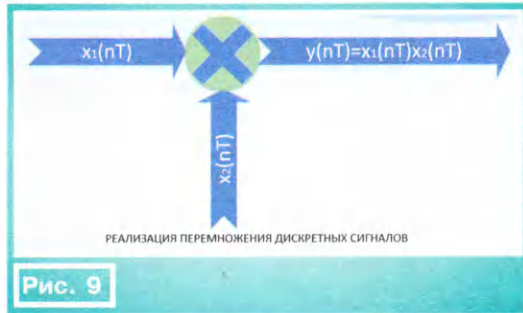 x₁(nT)
y(nT)=x₁(nT)x₂(nT)
x₂(nT)
РЕАЛИЗАЦИЯ ПЕРЕМНОЖЕНИЯ ДИСКРЕТНЫХ СИГНАЛОВ
Рис. 9